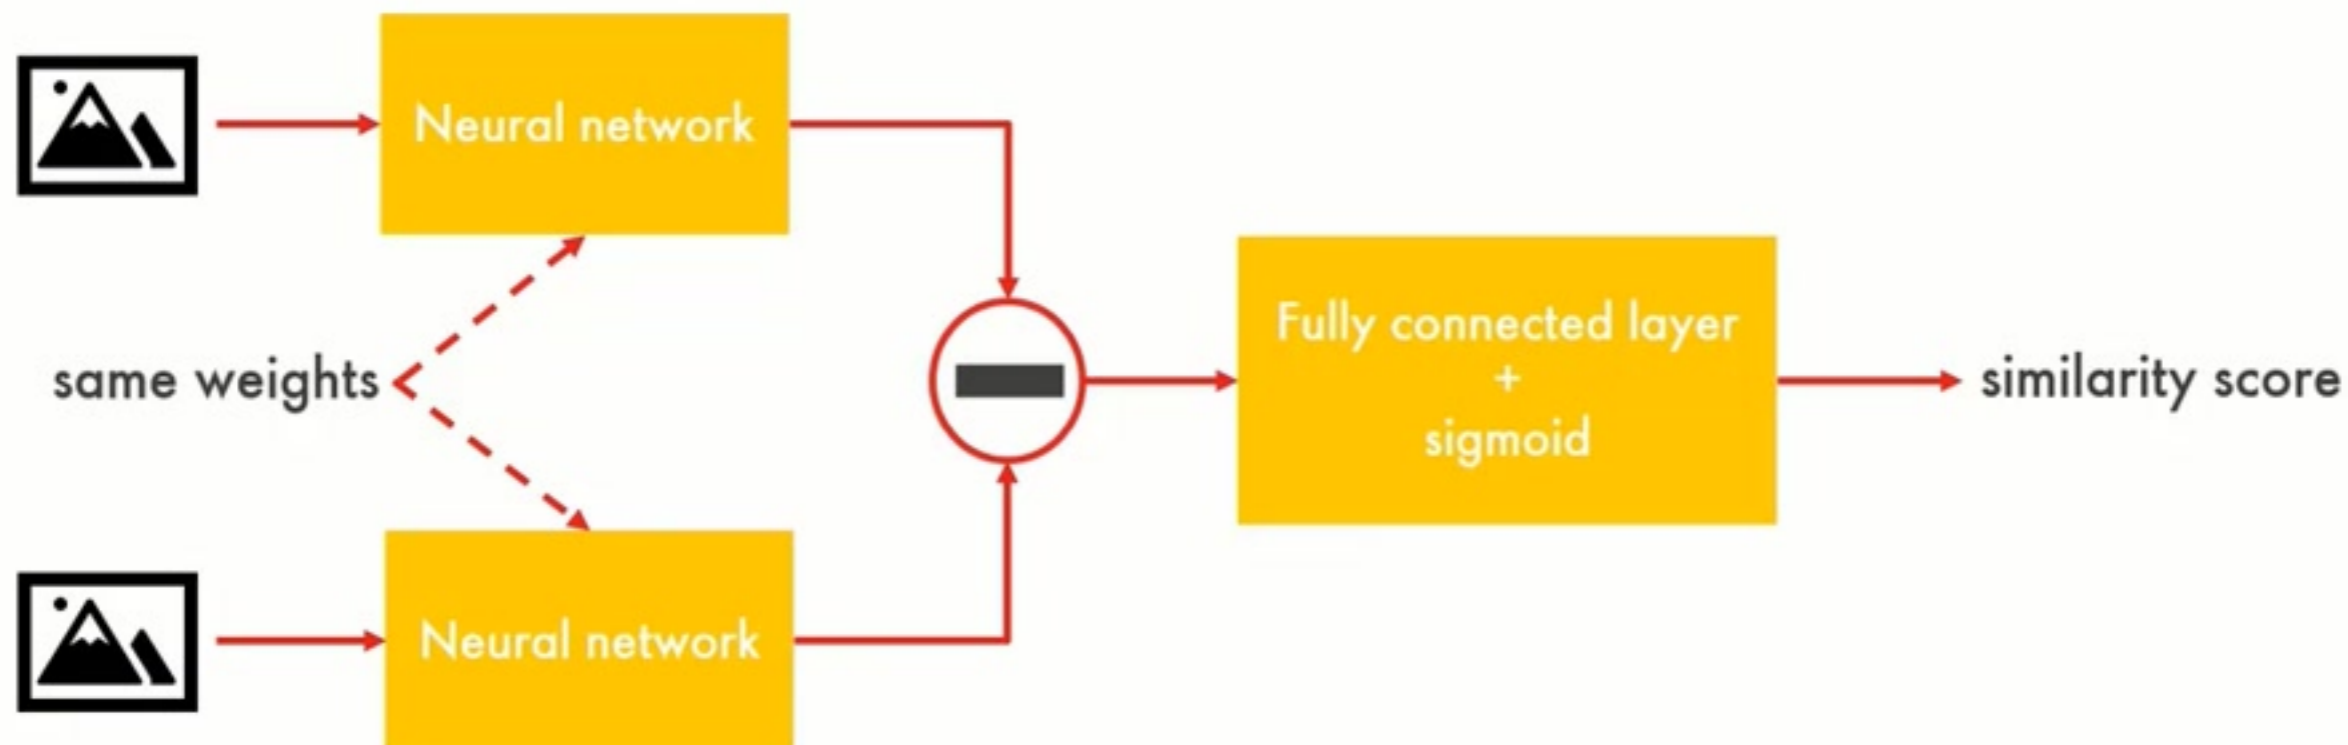 Neural network
same weights
Neural network
Fully connected layer
+
sigmoid
similarity score